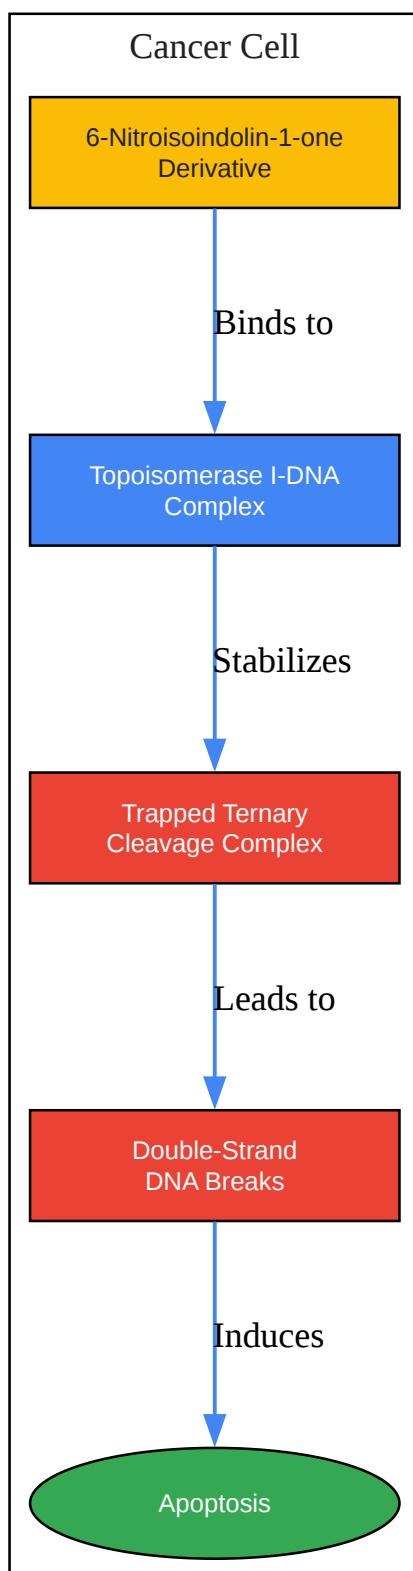 Cancer Cell
6-Nitroisoindolin-1-one
Derivative
Binds to
Topoisomerase I-DNA
Complex
Stabilizes
Trapped Ternary
Cleavage Complex
Leads to
Double-Strand
DNA Breaks
Induces
Apoptosis